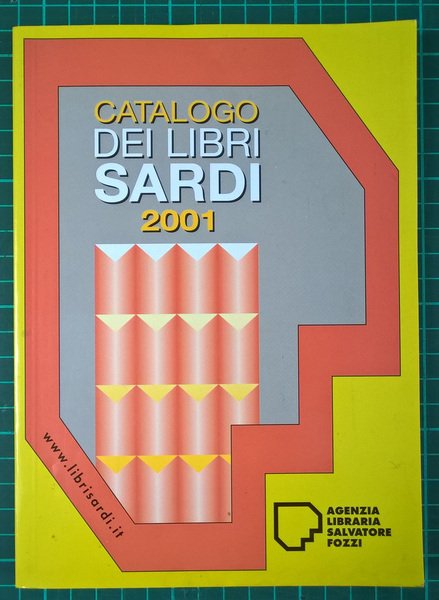 CATALOGO
DEI LIBRI
SARDI
2001
www.librisardi.it
AGENZIA
LIBRARIA
SALVATORE
FOZZI